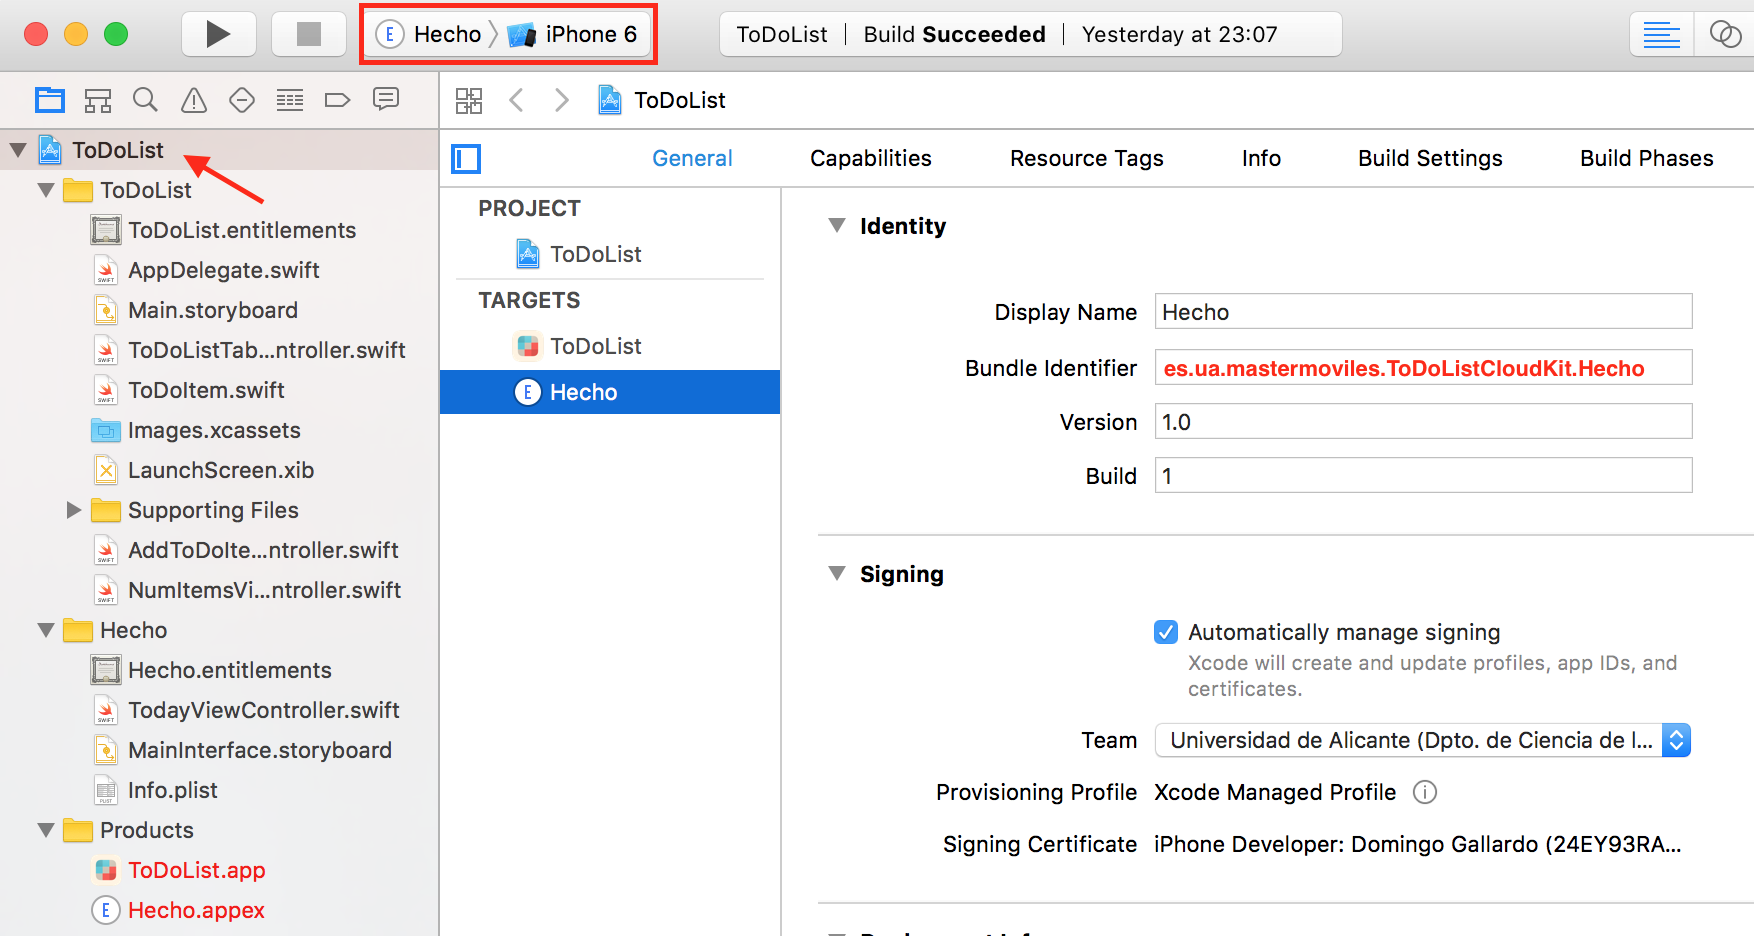 E Hecho iPhone 6
ToDoList Build Succeeded Yesterday at 23:07
ToDoList
General Capabilities Resource Tags Info Build Settings Build Phases
ToDoList
ToDoList
ToDoList.entitlements
AppDelegate.swift
Main.storyboard
ToDoListTab...ntroller.swift
ToDoItem.swift
Images.xcassets
LaunchScreen.xib
Supporting Files
AddToDoIte...ntroller.swift
NumItemsVi...ntroller.swift
Hecho
Hecho.entitlements
TodayViewController.swift
MainInterface.storyboard
Info.plist
Products
ToDoList.app
E Hecho.appex
PROJECT
ToDoList
TARGETS
ToDoList
E Hecho
Identity
Display Name Hecho
Bundle Identifier es.ua.mastermoviles.ToDoListCloudKit.Hecho
Version 1.0
Build 1
Signing
Automatically manage signing
Xcode will create and update profiles, app IDs, and
certificates.
Team Universidad de Alicante (Dpto. de Ciencia de l...
Provisioning Profile Xcode Managed Profile
Signing Certificate iPhone Developer: Domingo Gallardo (24EY93RA...